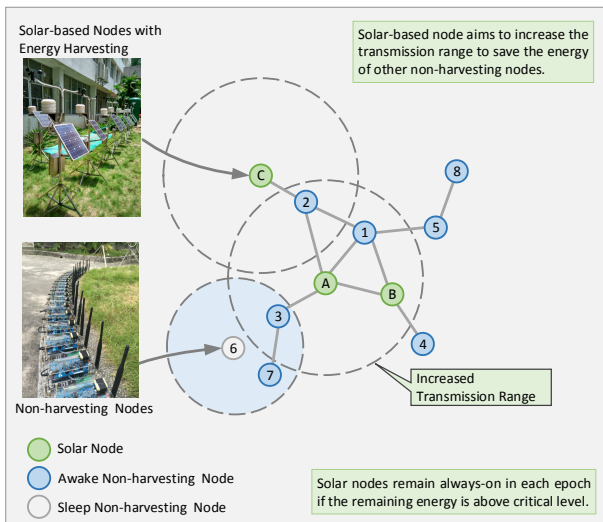 Solar-based Nodes with
Energy Harvesting
Solar-based node aims to increase the
transmission range to save the energy
of other non-harvesting nodes.
C
2
8
1
5
A
B
3
4
6
7
Increased
Transmission Range
Non-harvesting Nodes
Solar Node
Awake Non-harvesting Node
Sleep Non-harvesting Node
Solar nodes remain always-on in each epoch
if the remaining energy is above critical level.